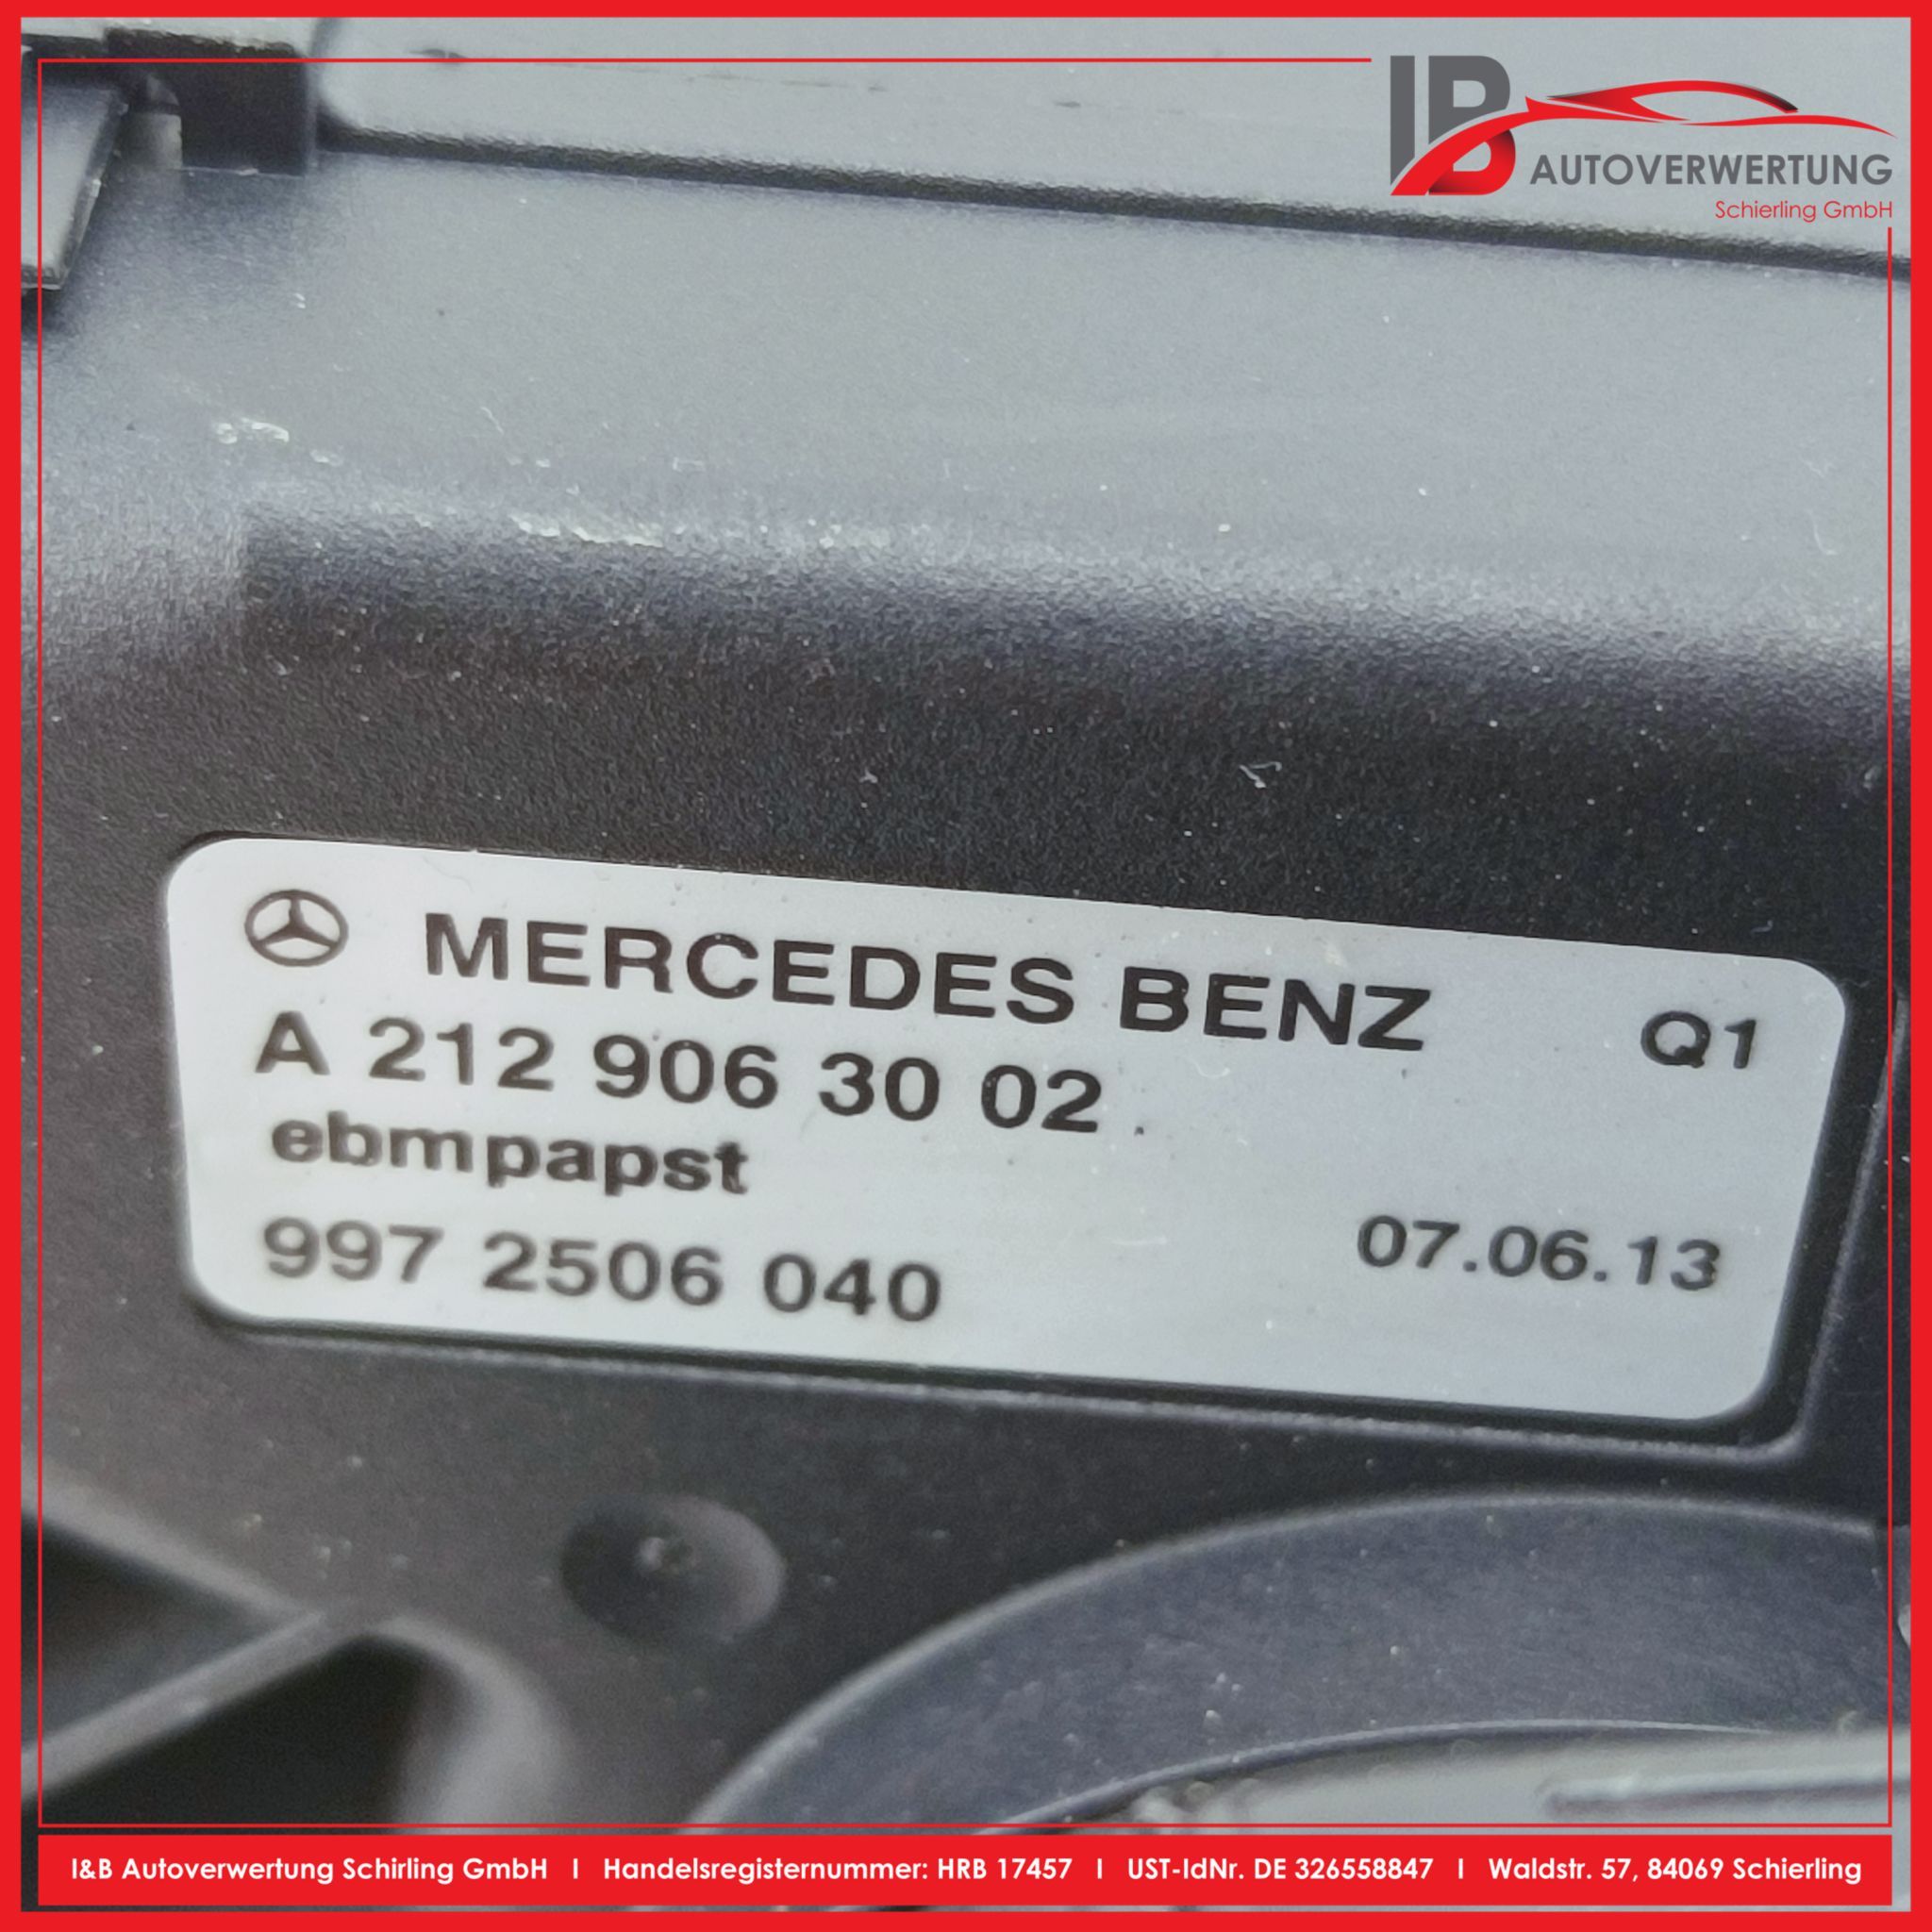 IB AUTOVERWERTUNG
Schierling GmbH
MERCEDES BENZ Q1
A 212 906 30 02
ebmpapst
997 2506 040 07.06.13
I&B Autoverwertung Schirling GmbH I Handelsregisternummer: HRB 17457 I UST-IdNr. DE 326558847 I Waldstr. 57, 84069 Schierling